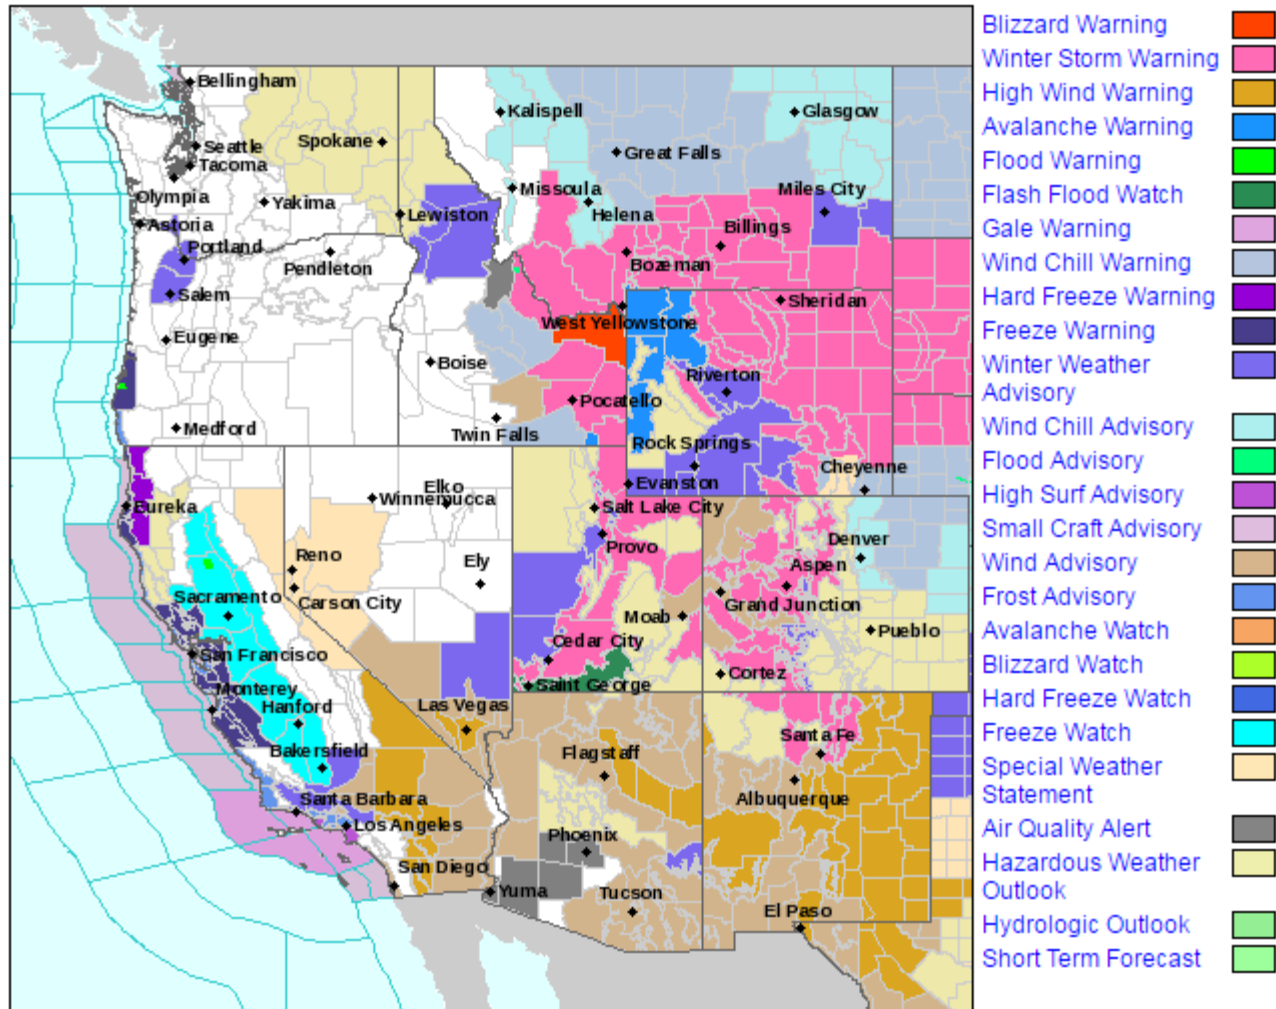 Bellingham
Seattle
Tacoma
Olympia
Astoria
Portland
Salem
Eugene
Medford
Spokane
Yakima
Pendleton
Lewiston
Kalispell
Great Falls
Glasgow
Missoula
Helena
Miles City
Billings
Bozeman
Sheridan
West Yellowstone
Boise
Pocatello
Twin Falls
Riverton
Rock Springs
Cheyenne
Evanston
Eureka
Elko
Winnemucca
Salt Lake City
Provo
Reno
Ely
Carson City
Denver
Aspen
Grand Junction
Moab
Pueblo
Sacramento
San Francisco
Cedar City
Cortez
Saint George
Monterey
Hanford
Las Vegas
Bakersfield
Flagstaff
Santa Fe
Albuquerque
Santa Barbara
Los Angeles
San Diego
Phoenix
Yuma
Tucson
El Paso
Blizzard Warning
Winter Storm Warning
High Wind Warning
Avalanche Warning
Flood Warning
Flash Flood Watch
Gale Warning
Wind Chill Warning
Hard Freeze Warning
Freeze Warning
Winter Weather
Advisory
Wind Chill Advisory
Flood Advisory
High Surf Advisory
Small Craft Advisory
Wind Advisory
Frost Advisory
Avalanche Watch
Blizzard Watch
Hard Freeze Watch
Freeze Watch
Special Weather
Statement
Air Quality Alert
Hazardous Weather
Outlook
Hydrologic Outlook
Short Term Forecast